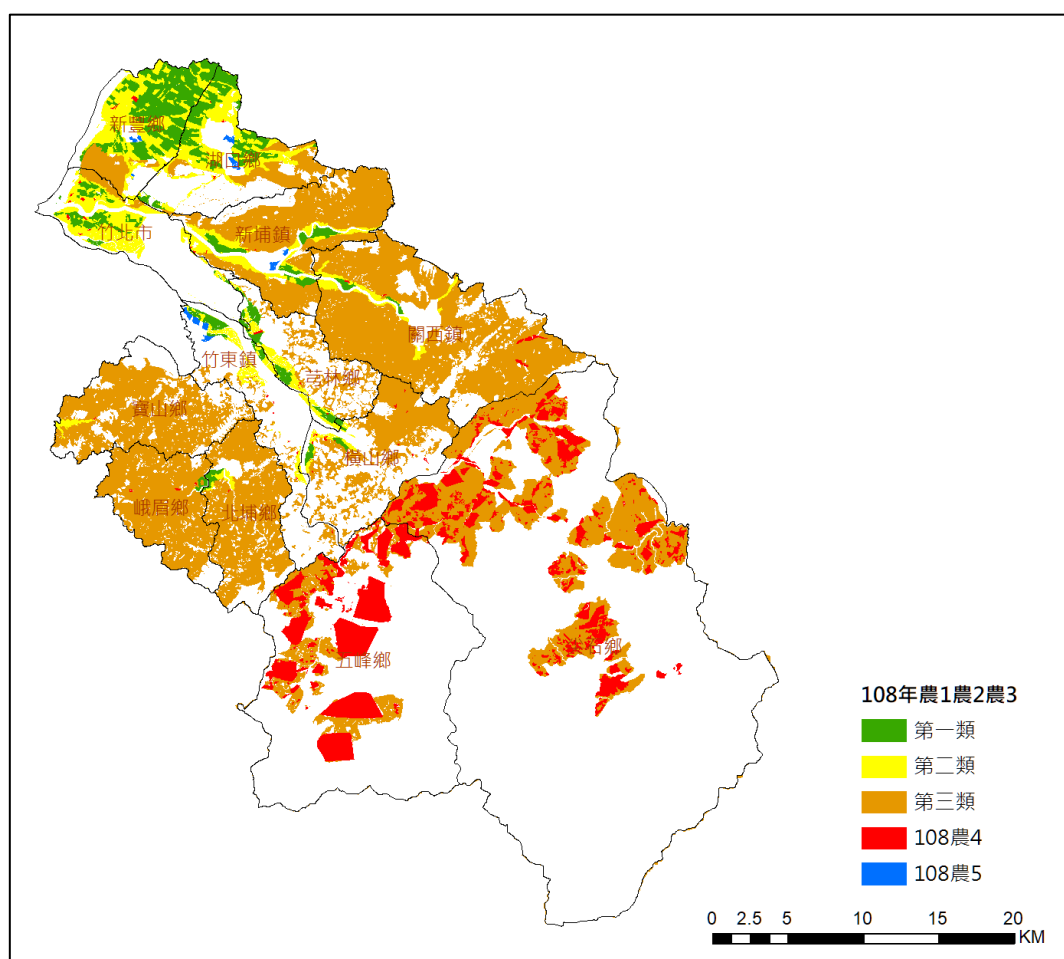 新豐鄉
湖口鄉
竹北市
新埔鎮
關西鎮
竹東鎮
芎林鄉
寶山鄉
橫山鄉
峨眉鄉
北埔鄉
五峰鄉
108年農1農2農3
第一類
第二類
第三類
108農4
108農5
0 2.5 5 10 15 20
KM